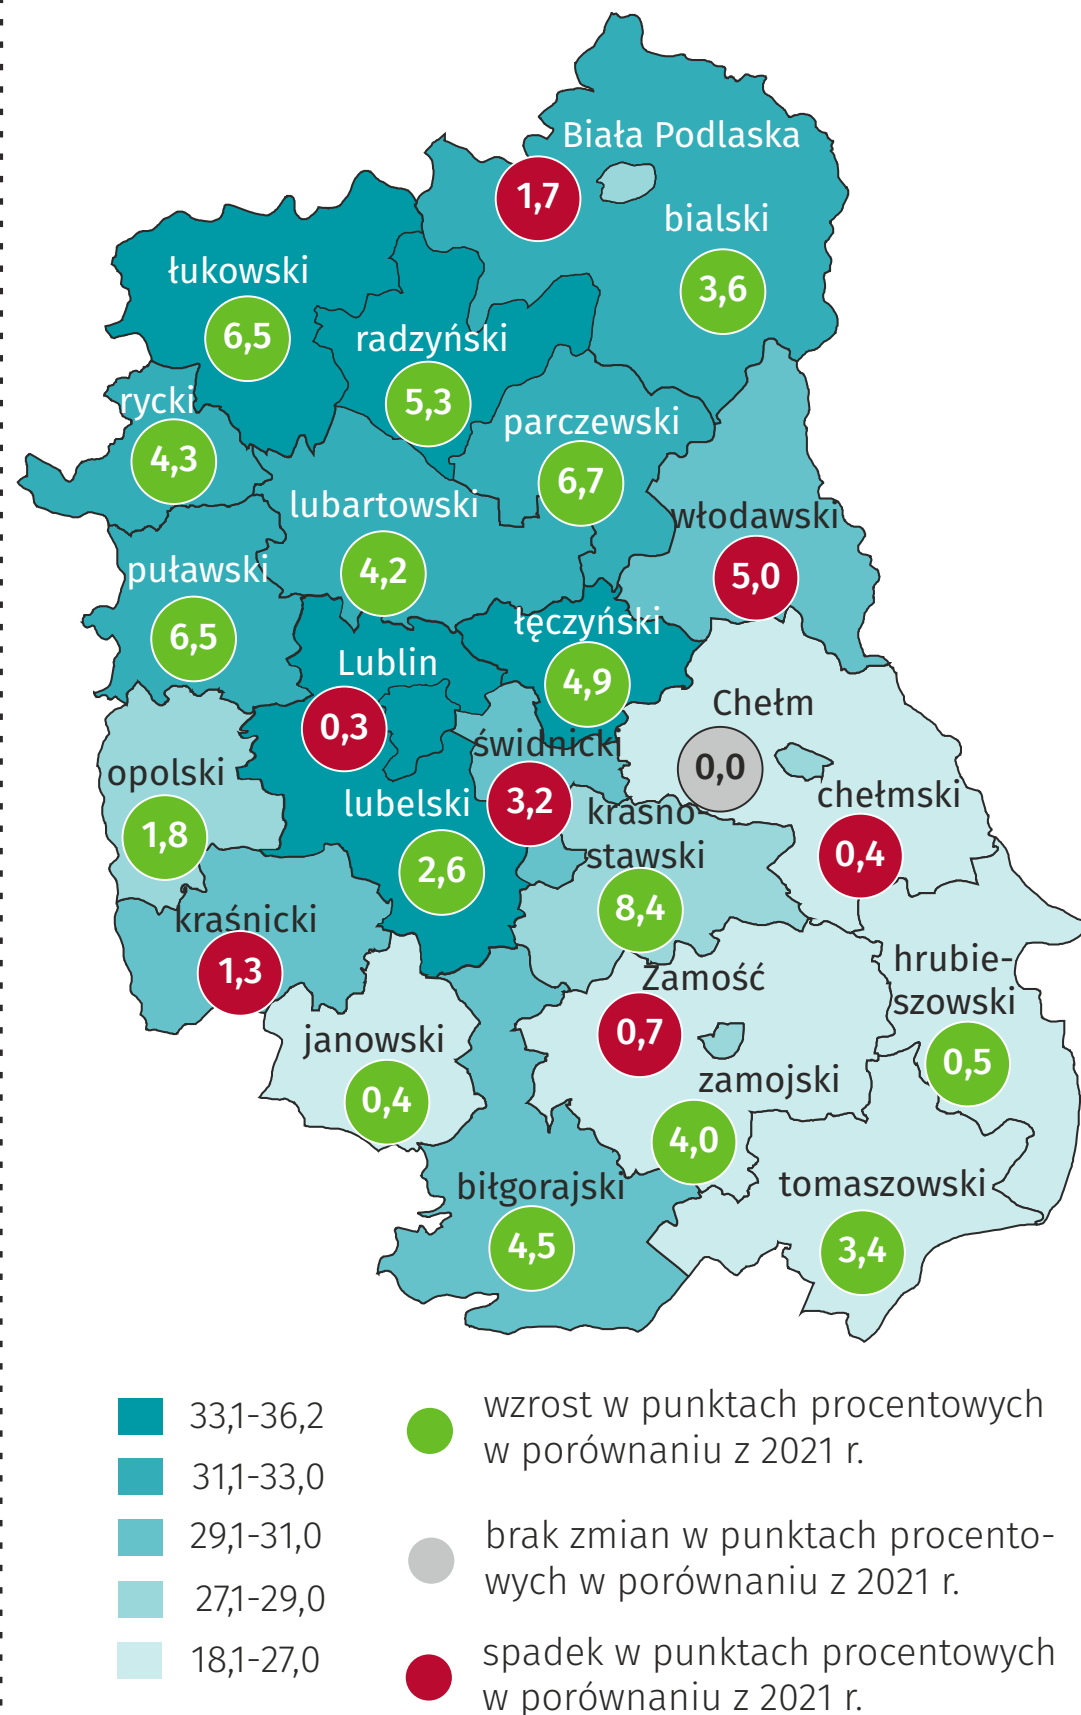 Biała Podlaska
1,7
bialski
3,6
łukowski
6,5
radzyński
5,3
rycki
4,3
parczewski
6,7
lubartowski
4,2
włodawski
5,0
puławski
6,5
łęczyński
4,9
Lublin
0,3
Chełm
0,0
świdnicki
3,2
opolski
1,8
lubelski
2,6
chełmski
0,4
krasno-
stawski
8,4
kraśnicki
1,3
hrubie-
szowski
0,5
Zamość
0,7
janowski
0,4
zamojski
4,0
biłgorajski
4,5
tomaszowski
3,4
33,1-36,2
31,1-33,0
29,1-31,0
27,1-29,0
18,1-27,0
wzrost w punktach procentowych
w porównaniu z 2021 r.
brak zmian w punktach procento-
wych w porównaniu z 2021 r.
spadek w punktach procentowych
w porównaniu z 2021 r.